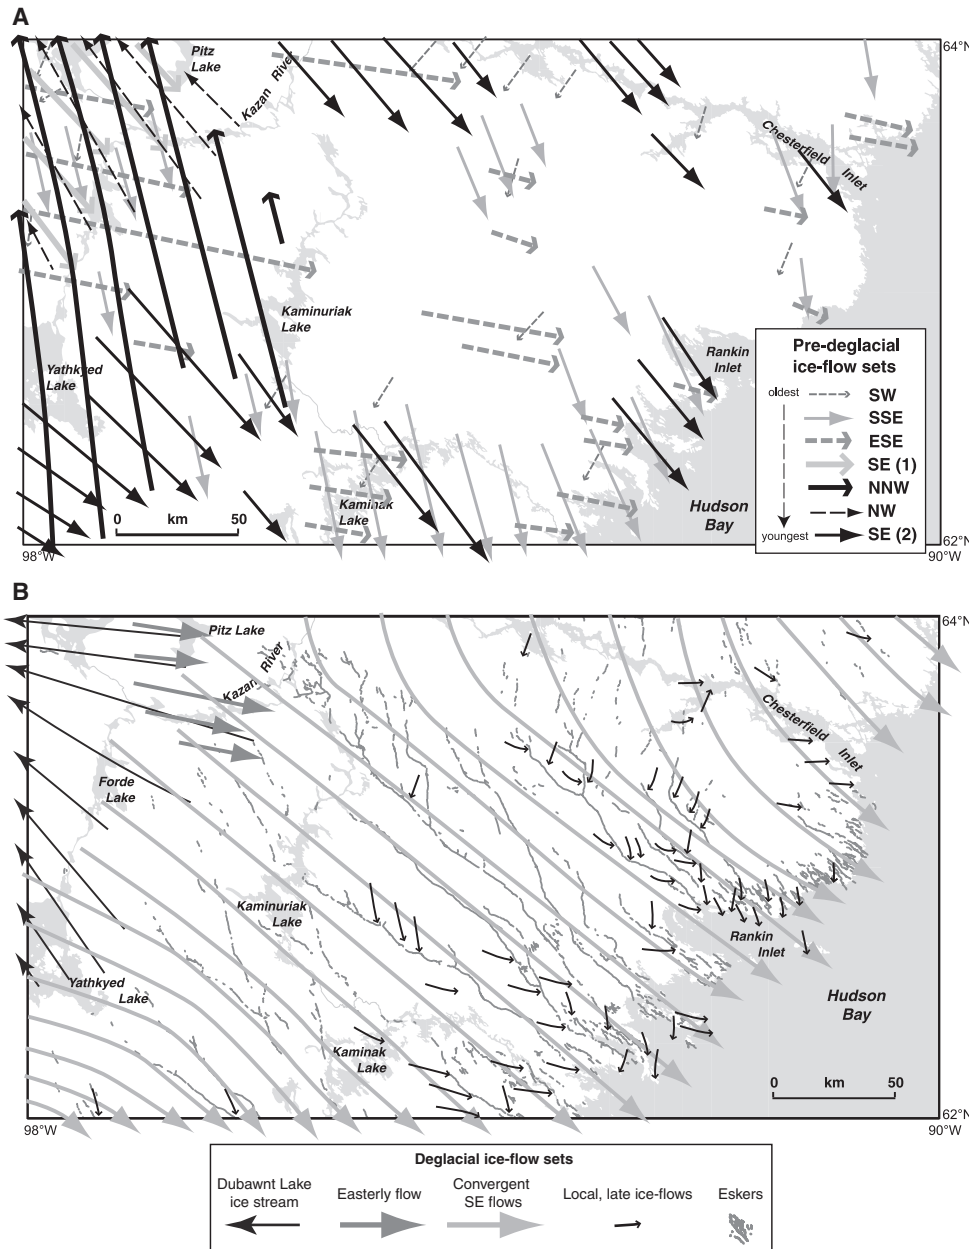 A
64°N
Pitz
Lake
Kazan River
Chesterfield
Inlet
Kaminuriak
Lake
Yathkyed
Lake
Rankin
Inlet
Kaminak
Lake
Hudson
Bay
0 km 50
98°W
62°N
90°W
Pre-deglacial
ice-flow sets
oldest
SW
SSE
ESE
SE (1)
NNW
NW
youngest
SE (2)
B
64°N
Pitz Lake
Kazan River
Chesterfield
Inlet
Forde
Lake
Kaminuriak
Lake
Rankin
Inlet
Yathkyed
Lake
Hudson
Bay
Kaminak
Lake
0 km 50
98°W
62°N
90°W
Deglacial ice-flow sets
Dubawnt Lake
ice stream
Easterly flow
Convergent
SE flows
Local, late ice-flows
Eskers